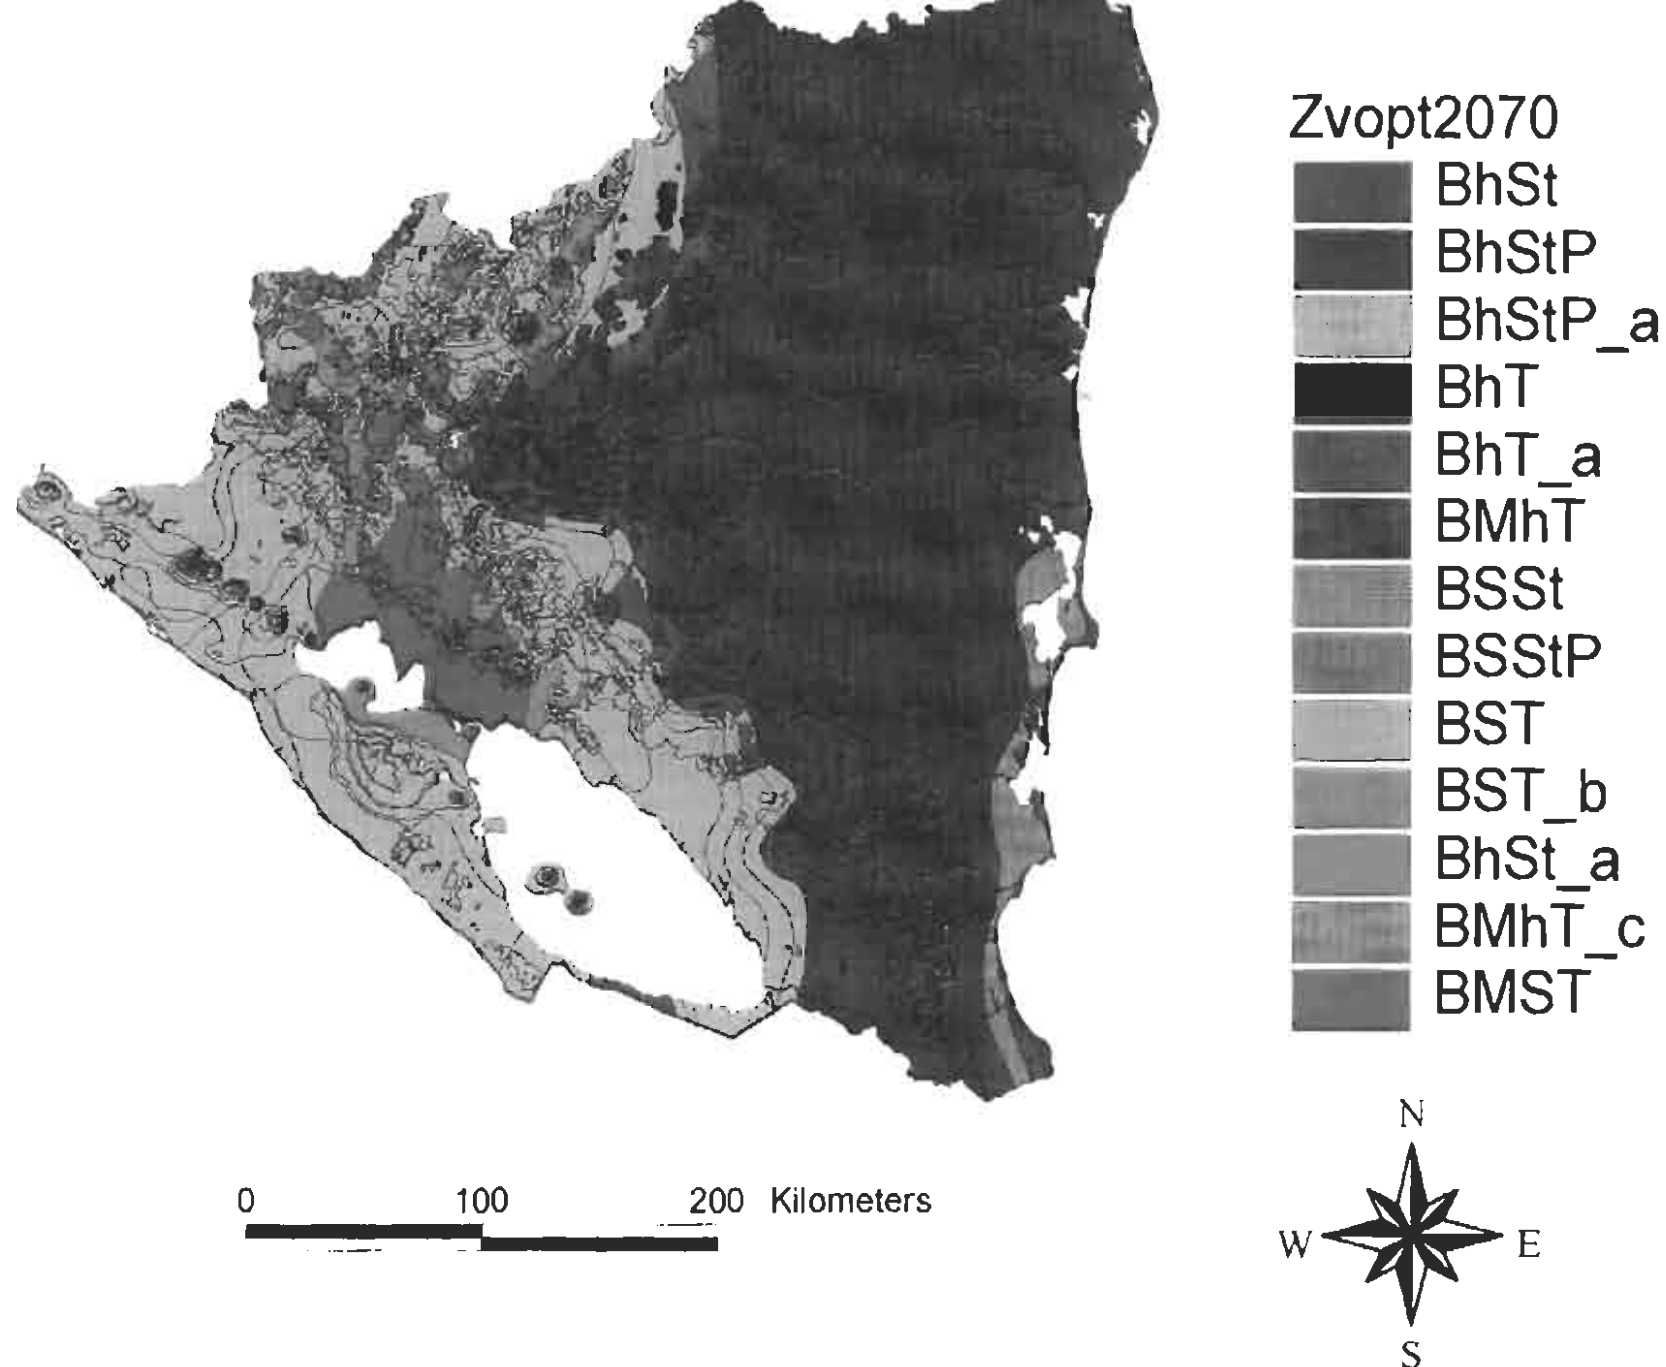 Zvopt2070
BhSt
BhStP
BhStP_a
BhT
BhT_a
BMhT
BSSt
BSStP
BST
BST_b
BhSt_a
BMhT_c
BMST
N
W E
S
0 100 200 Kilometers